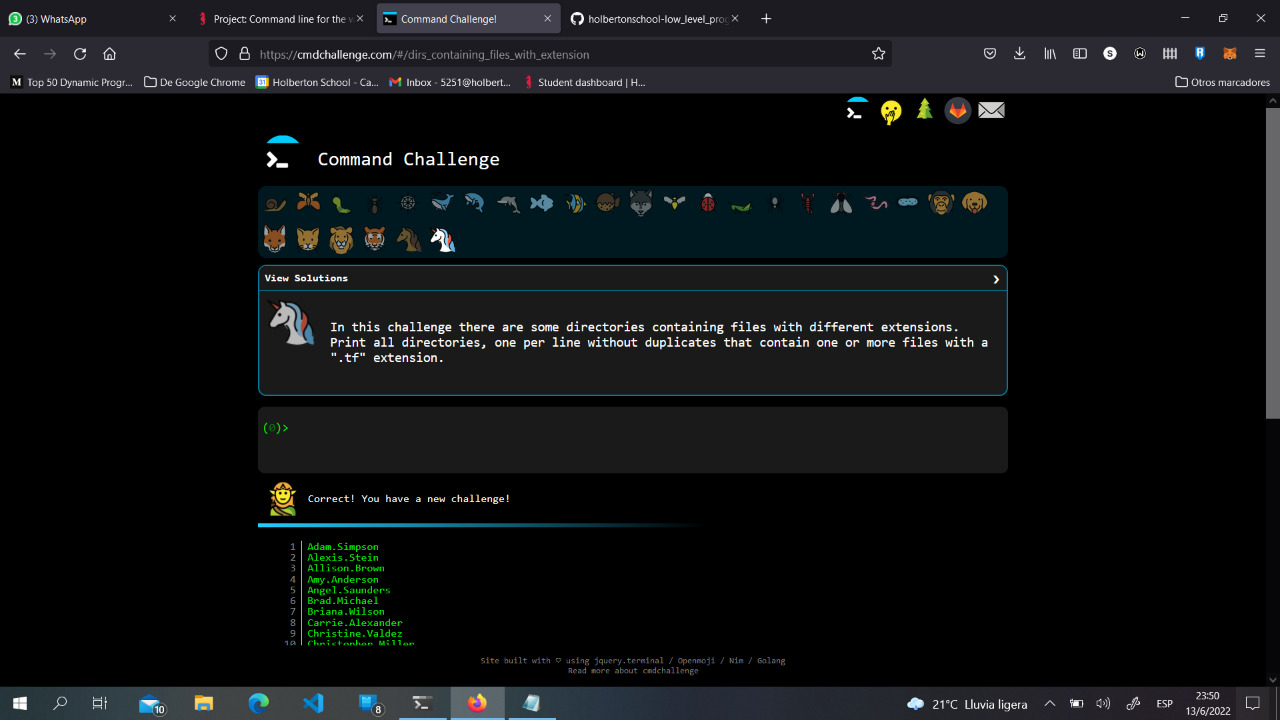 (3) WhatsApp
Project: Command line for the w
Command Challenge!
holbertonschool-low_level_prog
https://cmdchallenge.com/#/dirs_containing_files_with_extension
Top 50 Dynamic Progr...
De Google Chrome
Holberton School - Ca...
Inbox - 5251@holbert...
Student dashboard | H...
Otros marcadores
Command Challenge
View Solutions
In this challenge there are some directories containing files with different extensions.
Print all directories, one per line without duplicates that contain one or more files with a
".tf" extension.
(0)>
Correct! You have a new challenge!
1 Adam.Simpson
2 Alexis.Stein
3 Allison.Brown
4 Amy.Anderson
5 Angel.Saunders
6 Brad.Michael
7 Briana.Wilson
8 Carrie.Alexander
9 Christine.Valdez
10 Christopher.Miller
Site built with ♡ using jquery.terminal / Openmoji / Nim / Golang
Read more about cmdchallenge
10
8
21°C Lluvia ligera
ESP
23:50
13/6/2022